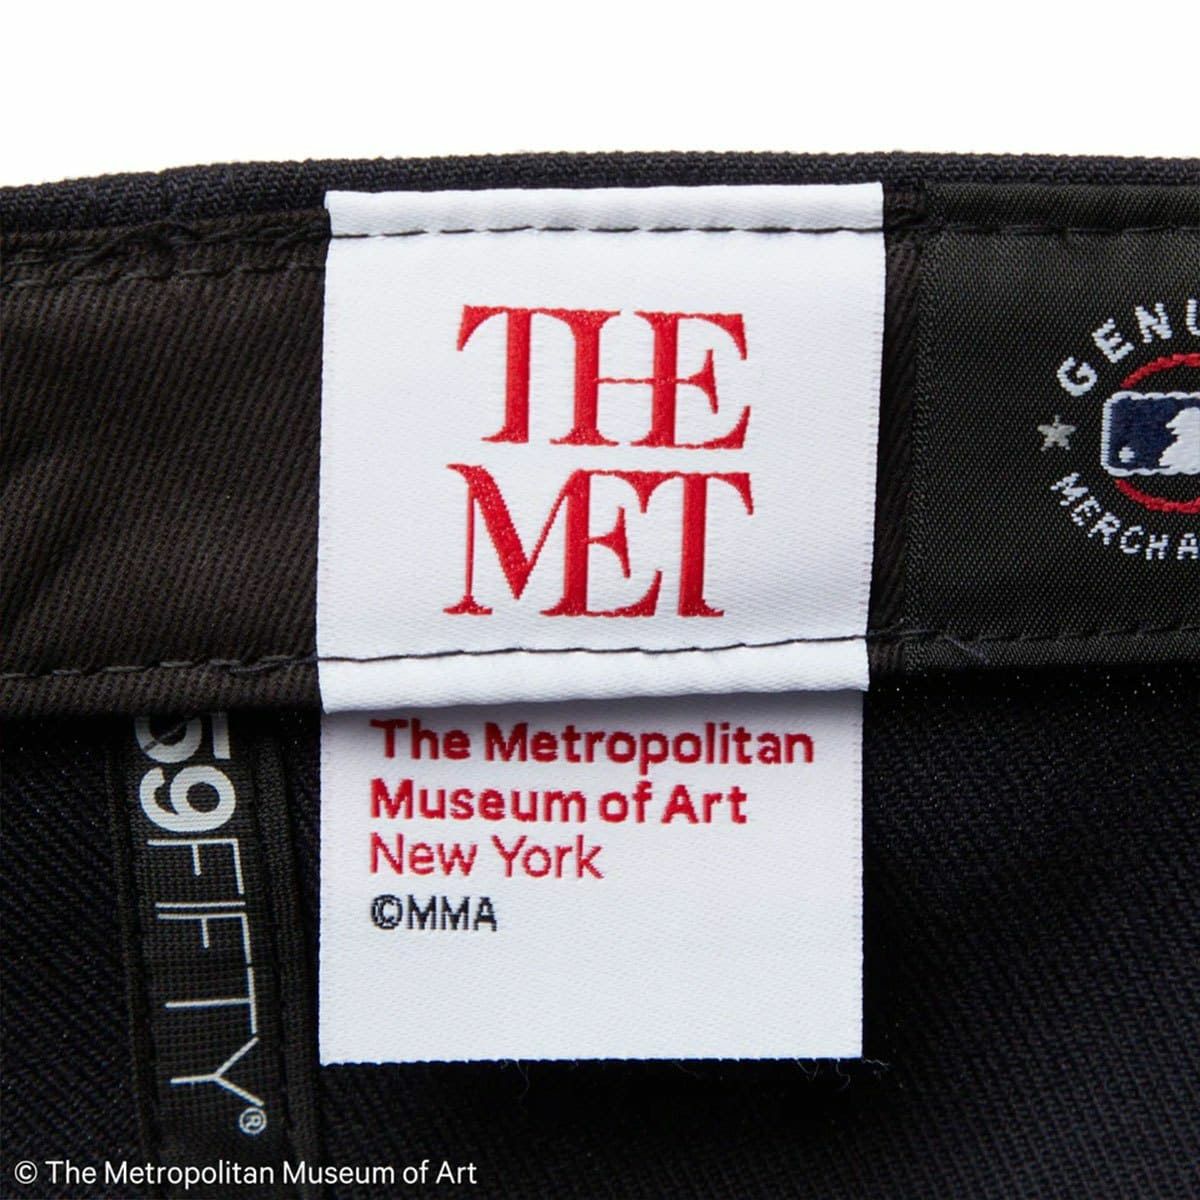 THE
MET
The Metropolitan
Museum of Art
New York
©MMA
59FIFTY®
© The Metropolitan Museum of Art